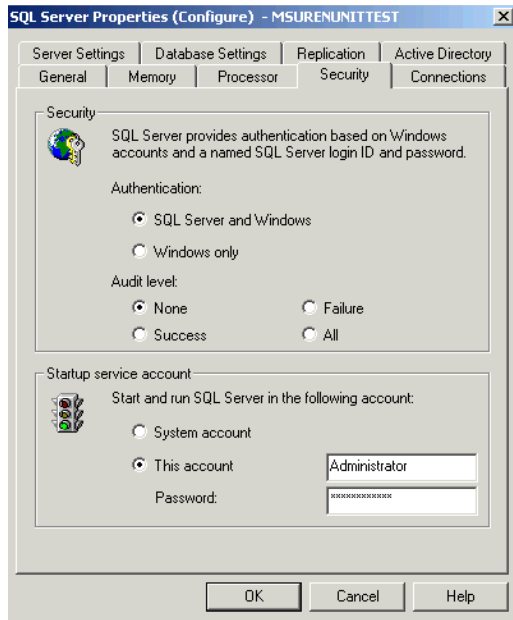 SQL Server Properties (Configure) - MSURENUNITTEST
Server Settings Database Settings Replication Active Directory
General Memory Processor Security Connections
Security
SQL Server provides authentication based on Windows
accounts and a named SQL Server login ID and password.
Authentication:
SQL Server and Windows
Windows only
Audit level:
None Failure
Success All
Startup service account
Start and run SQL Server in the following account:
System account
This account Administrator
Password: ************
OK Cancel Help